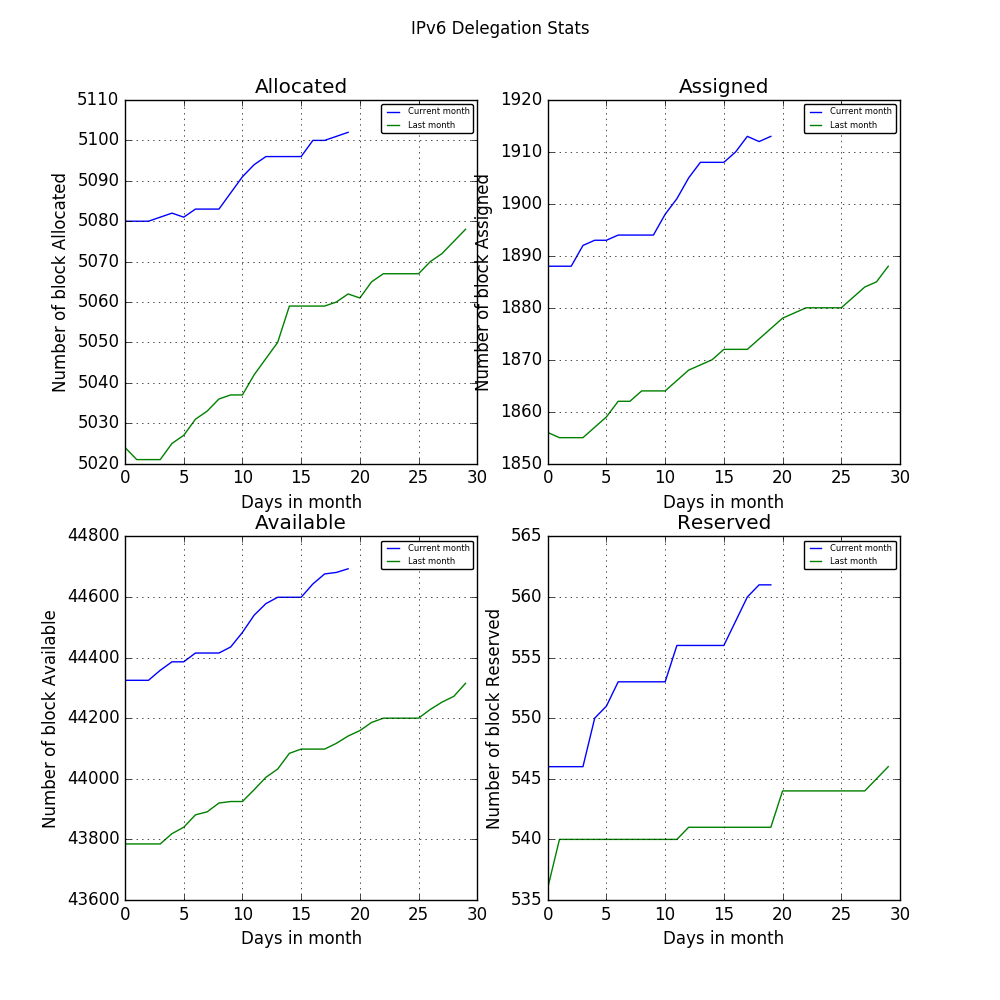 IPv6 Delegation Stats
Allocated
Number of block Allocated
5110
5100
5090
5080
5070
5060
5050
5040
5030
5020
Current month
Last month
0 5 10 15 20 25 30
Days in month
Assigned
Number of block Assigned
1920
1910
1900
1890
1880
1870
1860
1850
Current month
Last month
0 5 10 15 20 25 30
Days in month
Available
Number of block Available
44800
44600
44400
44200
44000
43800
43600
Current month
Last month
0 5 10 15 20 25 30
Days in month
Reserved
Number of block Reserved
565
560
555
550
545
540
535
Current month
Last month
0 5 10 15 20 25 30
Days in month